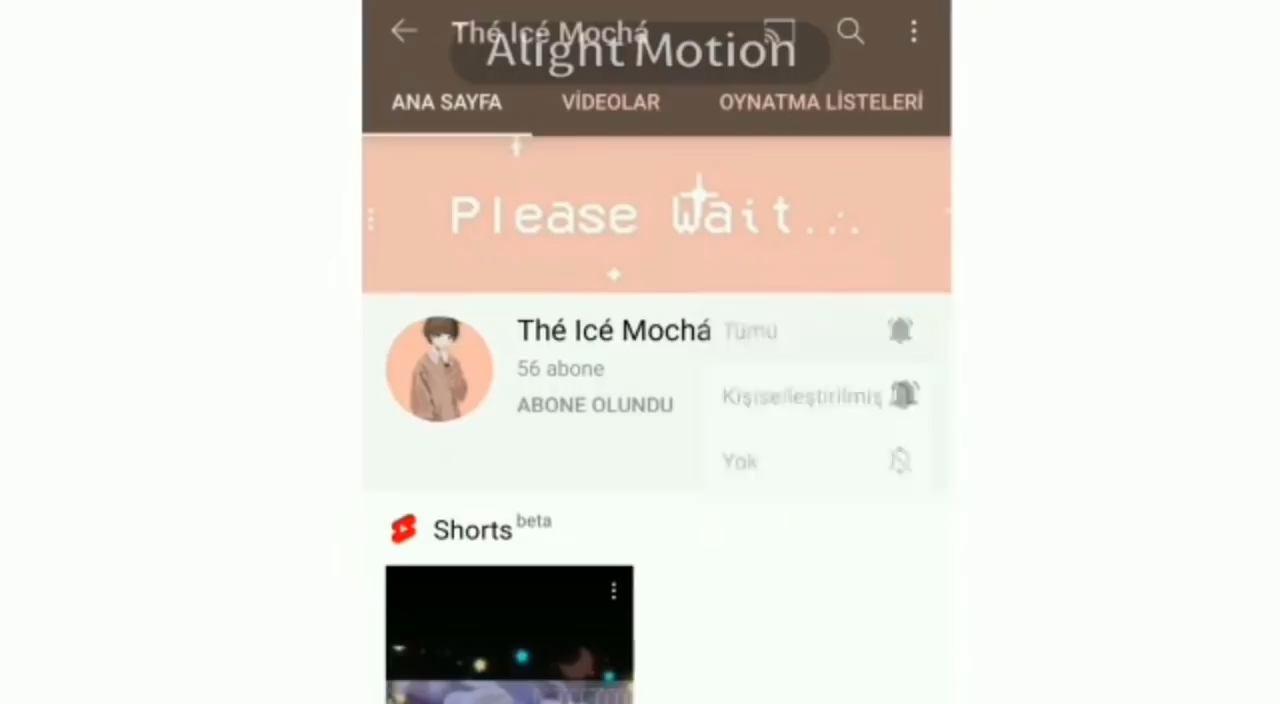 Thé Icé Mochá
Alight Motion
ANA SAYFA VİDEOLAR OYNATMA LİSTELERİ
Please Wait...
Thé Icé Mochá
Tümü
56 abone
Kişiselleştirilmiş
ABONE OLUNDU
Yok
Shorts beta